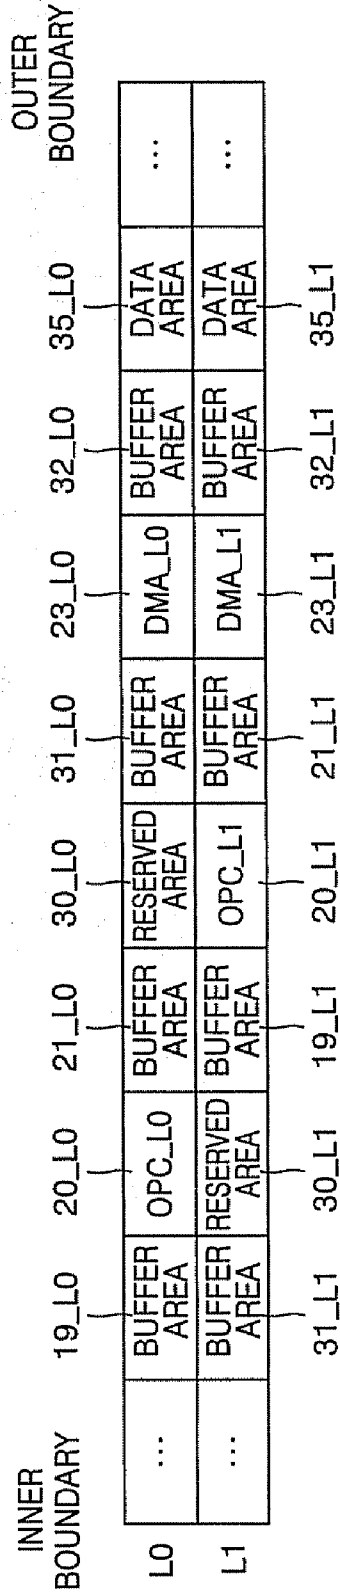 INNER BOUNDARY
OUTER BOUNDARY
19_L0 20_L0 21_L0 30_L0 31_L0 23_L0 32_L0 35_L0
L0 ... BUFFER AREA OPC_L0 BUFFER AREA RESERVED AREA BUFFER AREA DMA_L0 BUFFER AREA DATA AREA ...
L1 ... BUFFER AREA RESERVED AREA BUFFER AREA OPC_L1 BUFFER AREA DMA_L1 BUFFER AREA DATA AREA ...
31_L1 30_L1 19_L1 20_L1 21_L1 23_L1 32_L1 35_L1